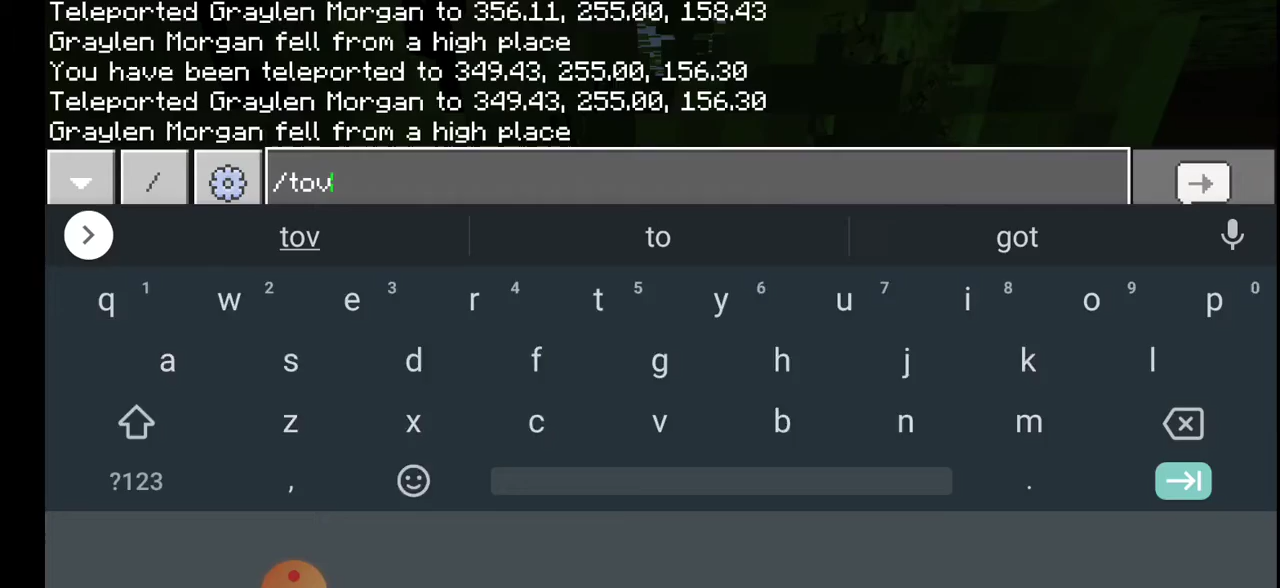 Teleported Graylen Morgan to 356.11, 255.00, 158.43
Graylen Morgan fell from a high place
You have been teleported to 349.43, 255.00, 156.30
Teleported Graylen Morgan to 349.43, 255.00, 156.30
Graylen Morgan fell from a high place
/ /tov
tov to got
1 2 3 4 5 6 7 8 9 0
q w e r t y u i o p
a s d f g h j k l
z x c v b n m
?123 , .